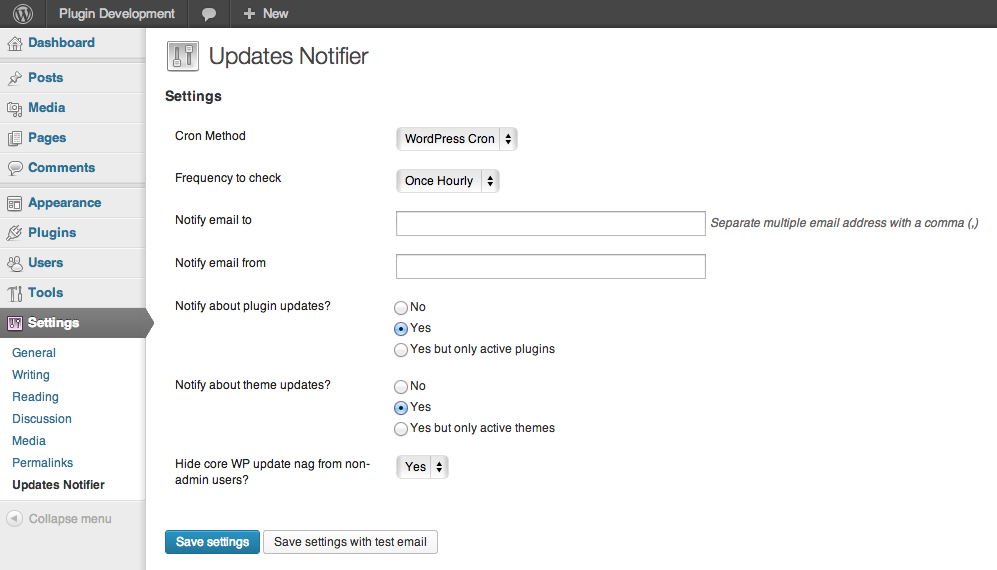 Plugin Development
+ New
Dashboard
Posts
Media
Pages
Comments
Appearance
Plugins
Users
Tools
Settings
General
Writing
Reading
Discussion
Media
Permalinks
Updates Notifier
Collapse menu
Updates Notifier
Settings
Cron Method
WordPress Cron
Frequency to check
Once Hourly
Notify email to
Separate multiple email address with a comma (,)
Notify email from
Notify about plugin updates?
No
Yes
Yes but only active plugins
Notify about theme updates?
No
Yes
Yes but only active themes
Hide core WP update nag from non-
admin users?
Yes
Save settings
Save settings with test email